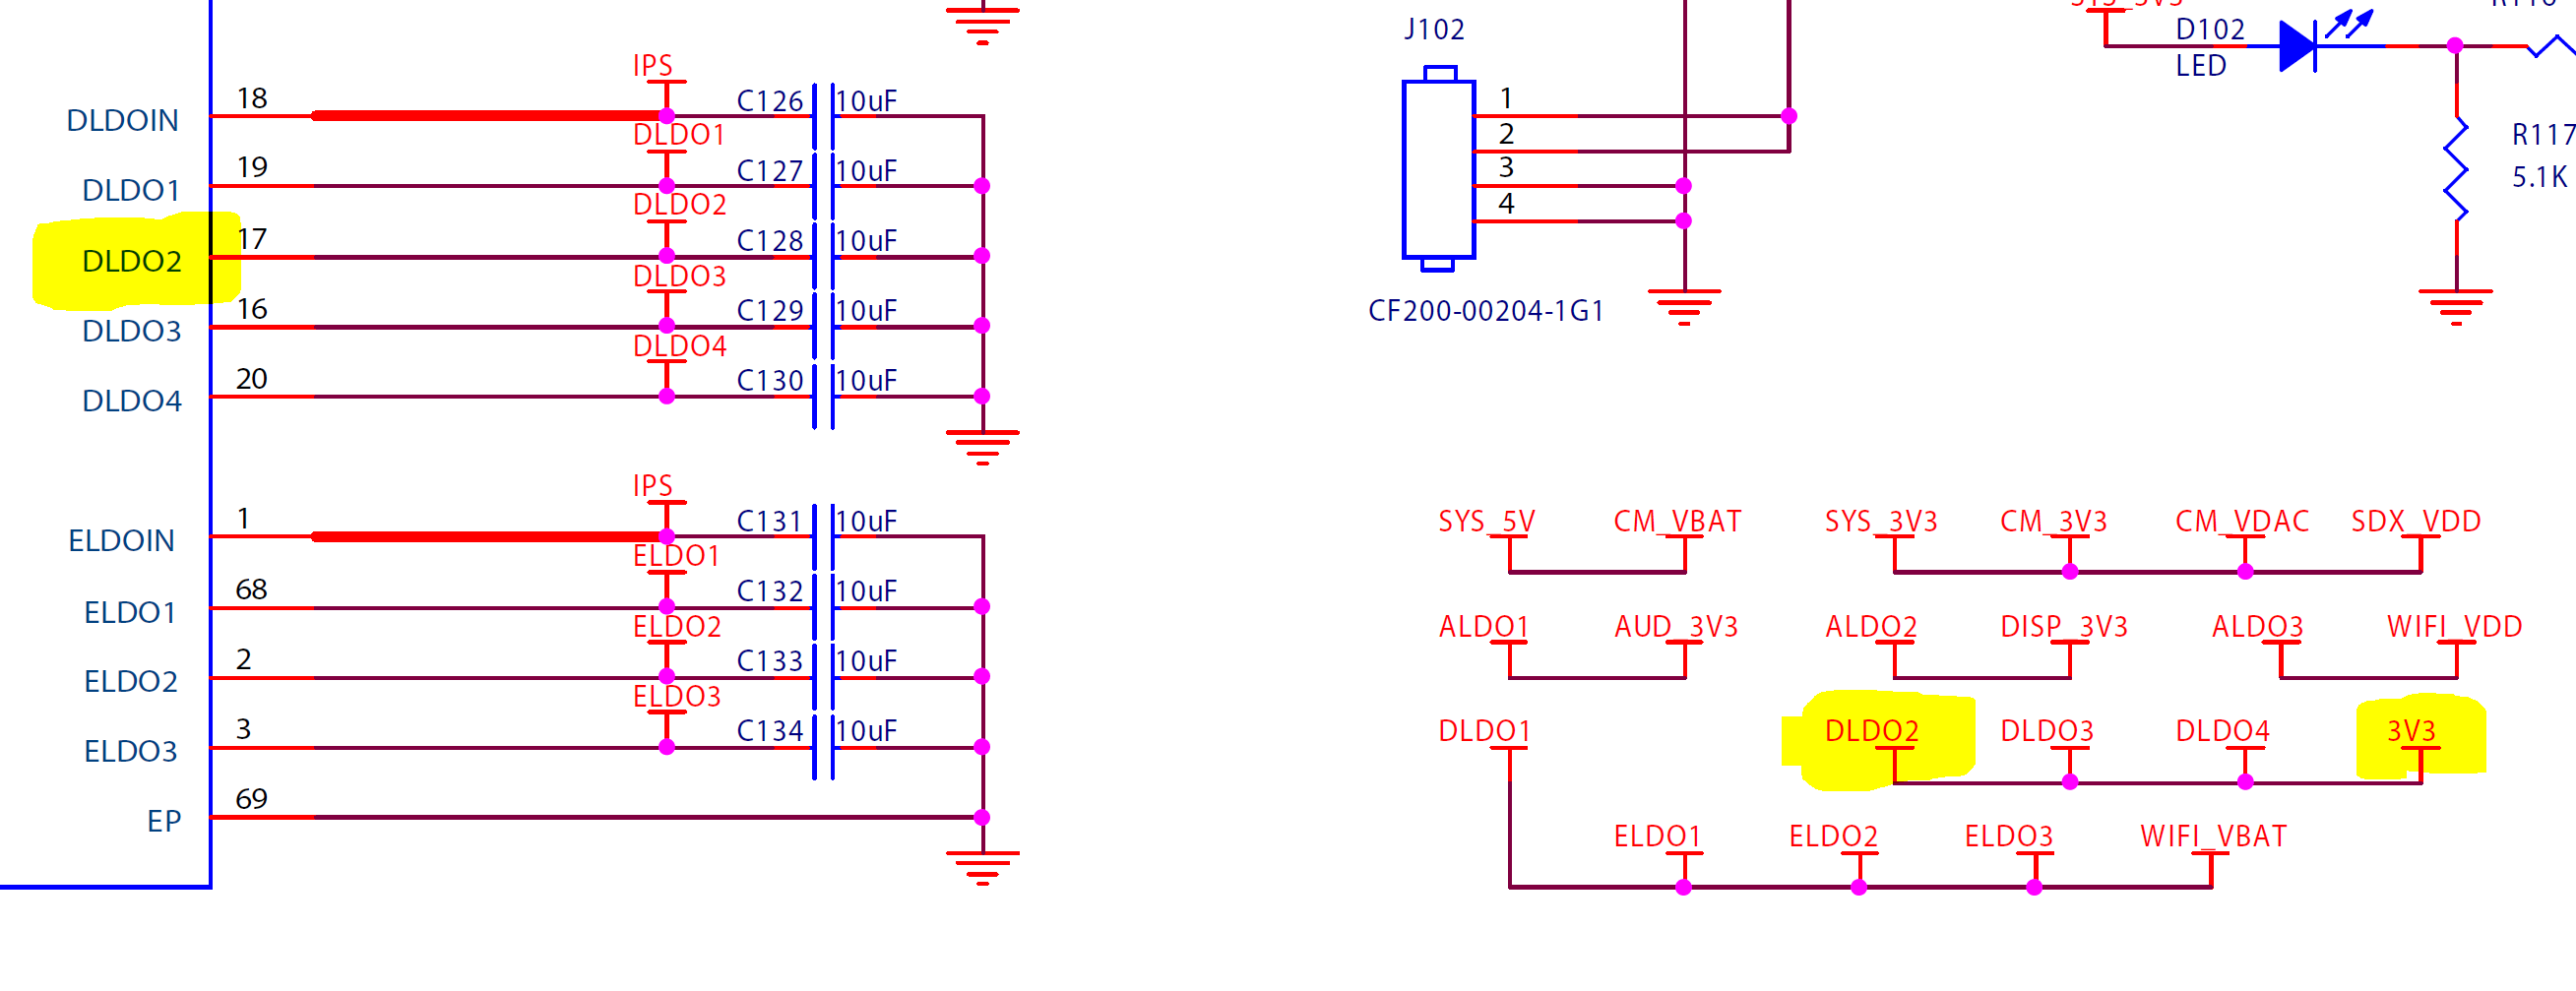 IPS
18
DLDOIN
C126
10uF
DLDO1
19
DLDO1
C127
10uF
DLDO2
17
DLDO2
C128
10uF
DLDO3
16
DLDO3
C129
10uF
DLDO4
20
DLDO4
C130
10uF
IPS
1
ELDOIN
C131
10uF
ELDO1
68
ELDO1
C132
10uF
ELDO2
2
ELDO2
C133
10uF
ELDO3
3
ELDO3
C134
10uF
69
EP
J102
1
2
3
4
CF200-00204-1G1
D102
LED
R117
5.1K
SYS_5V CM_VBAT SYS_3V3 CM_3V3 CM_VDAC SDX_VDD
ALDO1 AUD_3V3 ALDO2 DISP_3V3 ALDO3 WIFI_VDD
DLDO1 DLDO2 DLDO3 DLDO4 3V3
ELDO1 ELDO2 ELDO3 WIFI_VBAT